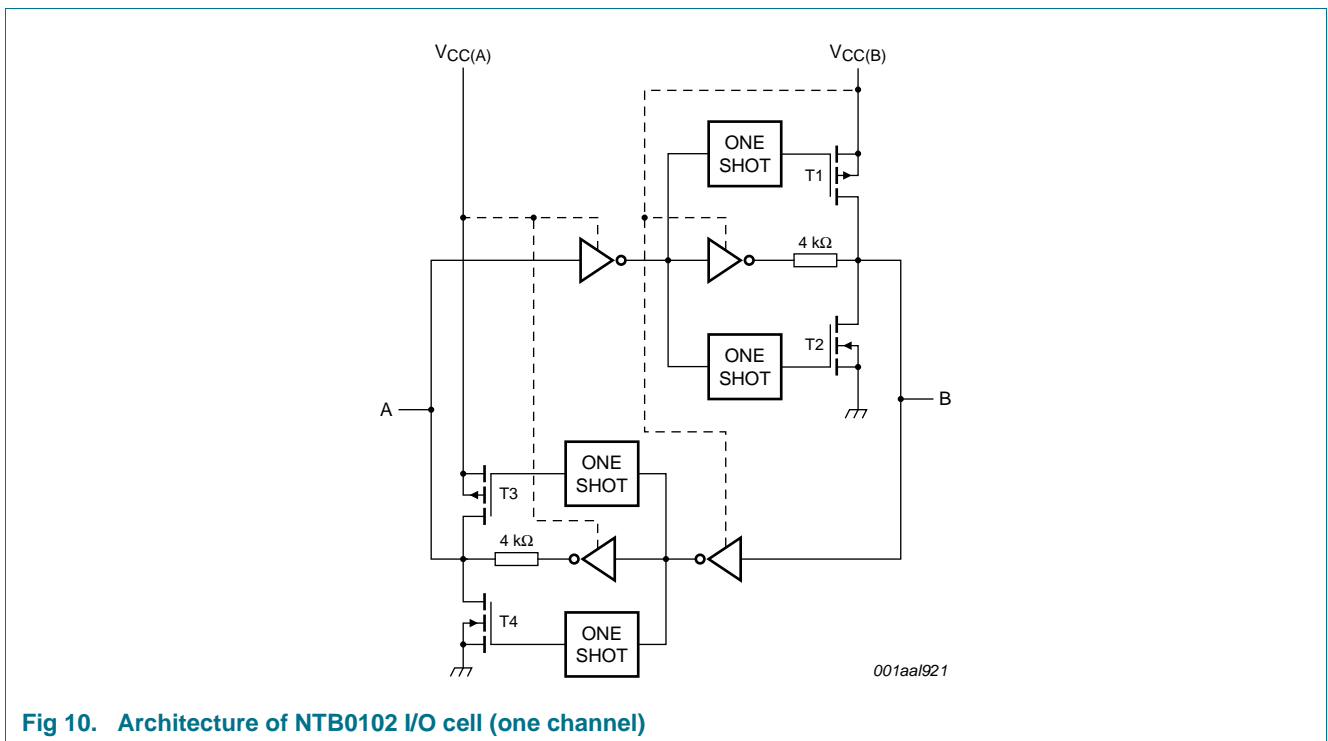 VCC(A)
VCC(B)
ONE
SHOT
T1
4 kΩ
T2
ONE
SHOT
A
B
ONE
SHOT
T3
4 kΩ
T4
ONE
SHOT
001aal921
Fig 10. Architecture of NTB0102 I/O cell (one channel)